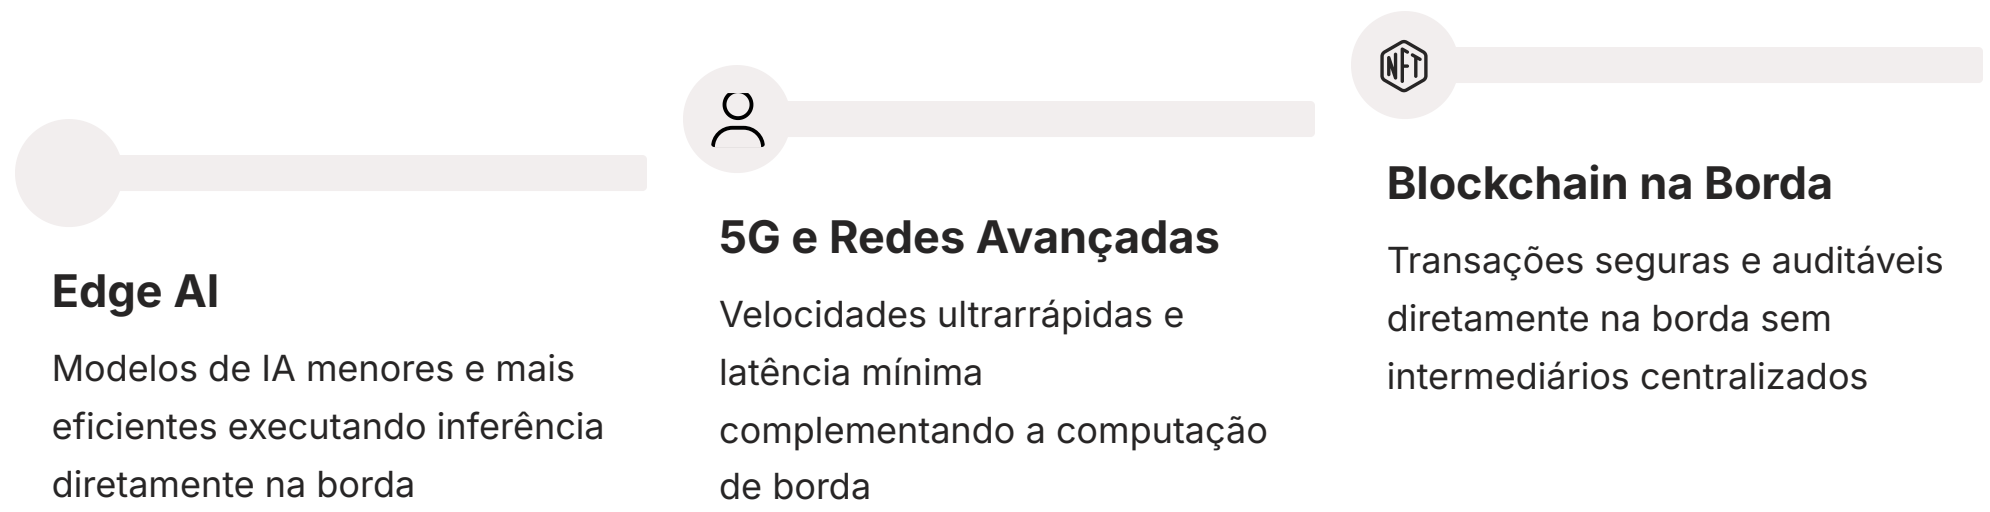 Edge AI
Modelos de IA menores e mais
eficientes executando inferência
diretamente na borda
5G e Redes Avançadas
Velocidades ultrarrápidas e
latência mínima
complementando a computação
de borda
NFT
Blockchain na Borda
Transações seguras e auditáveis
diretamente na borda sem
intermediários centralizados